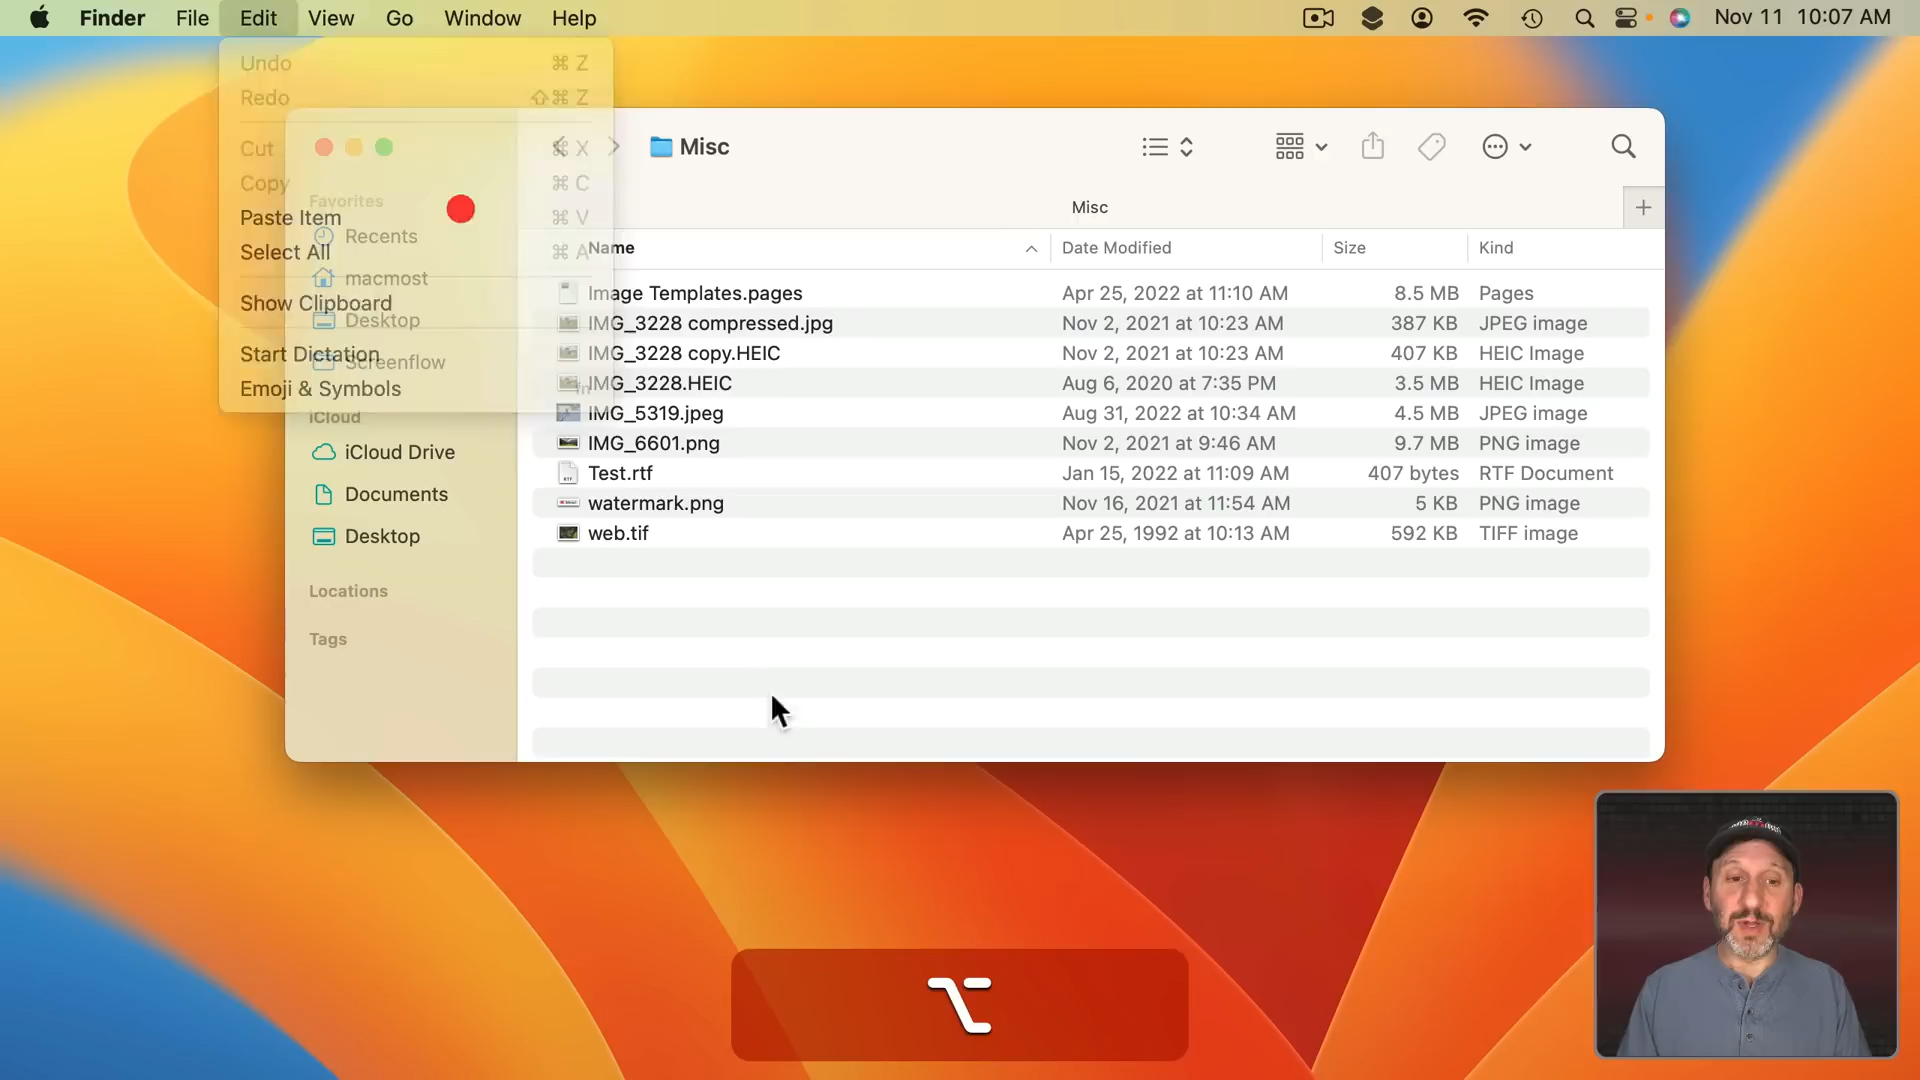 Finder File Edit View Go Window Help Nov 11 10:07 AM
Undo ⌘ Z
Redo ⇧⌘ Z
Cut ⌘ X
Copy ⌘ C
Paste Item ⌘ V
Select All ⌘ A
Show Clipboard
Start Dictation
Emoji & Symbols
Misc
Favorites
Recents
macmost
Desktop
Screenflow
iCloud
iCloud Drive
Documents
Desktop
Locations
Tags
Misc
Name Date Modified Size Kind
Image Templates.pages Apr 25, 2022 at 11:10 AM 8.5 MB Pages
IMG_3228 compressed.jpg Nov 2, 2021 at 10:23 AM 387 KB JPEG image
IMG_3228 copy.HEIC Nov 2, 2021 at 10:23 AM 407 KB HEIC Image
IMG_3228.HEIC Aug 6, 2020 at 7:35 PM 3.5 MB HEIC Image
IMG_5319.jpeg Aug 31, 2022 at 10:34 AM 4.5 MB JPEG image
IMG_6601.png Nov 2, 2021 at 9:46 AM 9.7 MB PNG image
Test.rtf Jan 15, 2022 at 11:09 AM 407 bytes RTF Document
watermark.png Nov 16, 2021 at 11:54 AM 5 KB PNG image
web.tif Apr 25, 1992 at 10:13 AM 592 KB TIFF image
⌥